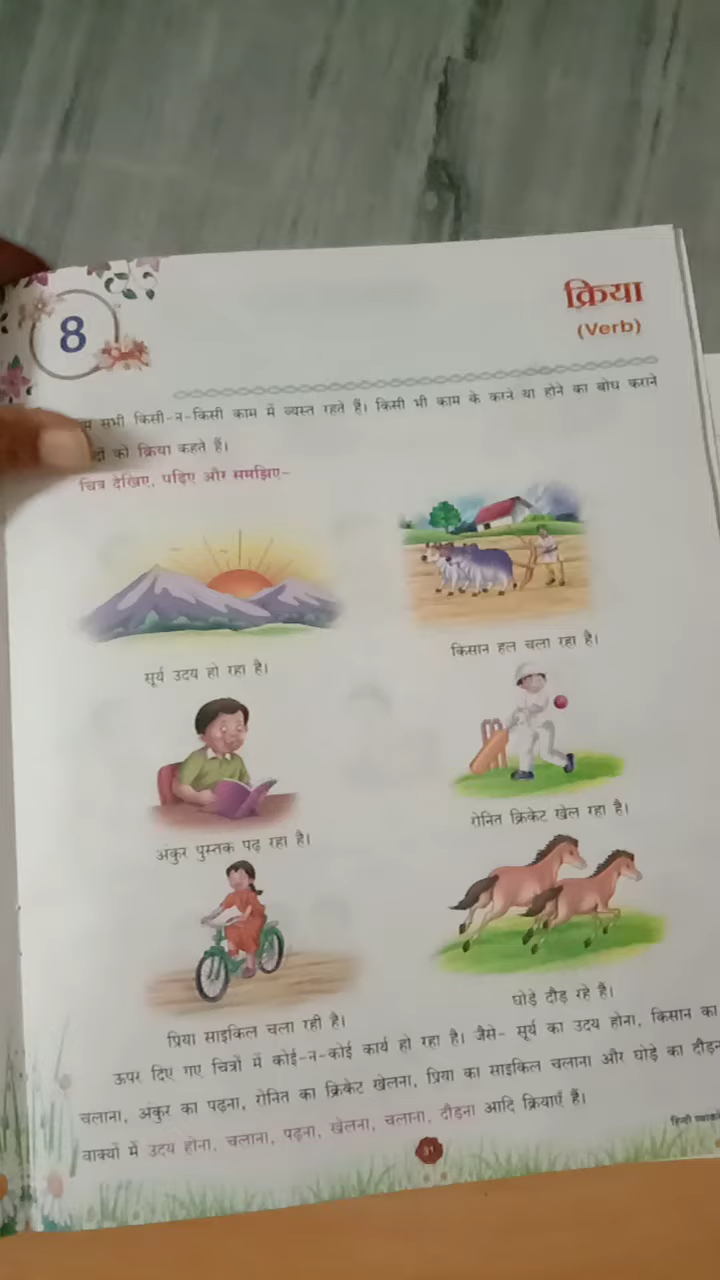 8
क्रिया
(Verb)
सभी किसी-न-किसी काम में व्यस्त रहते हैं। किसी भी काम के करने या होने का बोध कराने
को क्रिया कहते हैं।
चित्र देखिए, पढ़िए और समझिए-
सूर्य उदय हो रहा है।
किसान हल चला रहा है।
अंकुर पुस्तक पढ़ रहा है।
रोनित क्रिकेट खेल रहा है।
प्रिया साइकिल चला रही है।
घोड़े दौड़ रहे हैं।
ऊपर दिए गए चित्रों में कोई-न-कोई कार्य हो रहा है। जैसे- सूर्य का उदय होना, किसान का
चलाना, अंकुर का पढ़ना, रोनित का क्रिकेट खेलना, प्रिया का साइकिल चलाना और घोड़े का
वाक्यों में उदय होना, चलाना, पढ़ना, खेलना, चलाना, दौड़ना आदि क्रियाएँ हैं।
हिन्दी
31